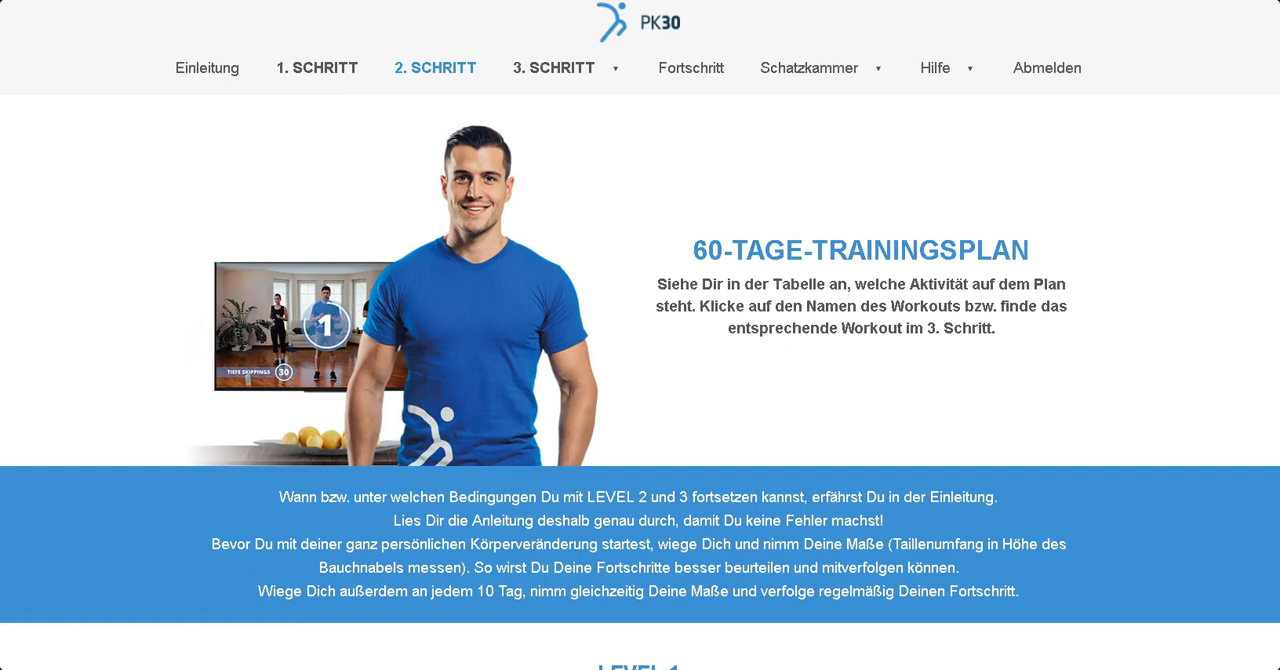 PK30
Einleitung 1. SCHRITT 2. SCHRITT 3. SCHRITT Fortschritt Schatzkammer Hilfe Abmelden
60-TAGE-TRAININGSPLAN
Siehe Dir in der Tabelle an, welche Aktivität auf dem Plan
steht. Klicke auf den Namen des Workouts bzw. finde das
entsprechende Workout im 3. Schritt.
1
TIEFE SKIPPINGS 30
Wann bzw. unter welchen Bedingungen Du mit LEVEL 2 und 3 fortsetzen kannst, erfährst Du in der Einleitung.
Lies Dir die Anleitung deshalb genau durch, damit Du keine Fehler machst!
Bevor Du mit deiner ganz persönlichen Körperveränderung startest, wiege Dich und nimm Deine Maße (Taillenumfang in Höhe des
Bauchnabels messen). So wirst Du Deine Fortschritte besser beurteilen und mitverfolgen können.
Wiege Dich außerdem an jedem 10 Tag, nimm gleichzeitig Deine Maße und verfolge regelmäßig Deinen Fortschritt.
LEVEL 1